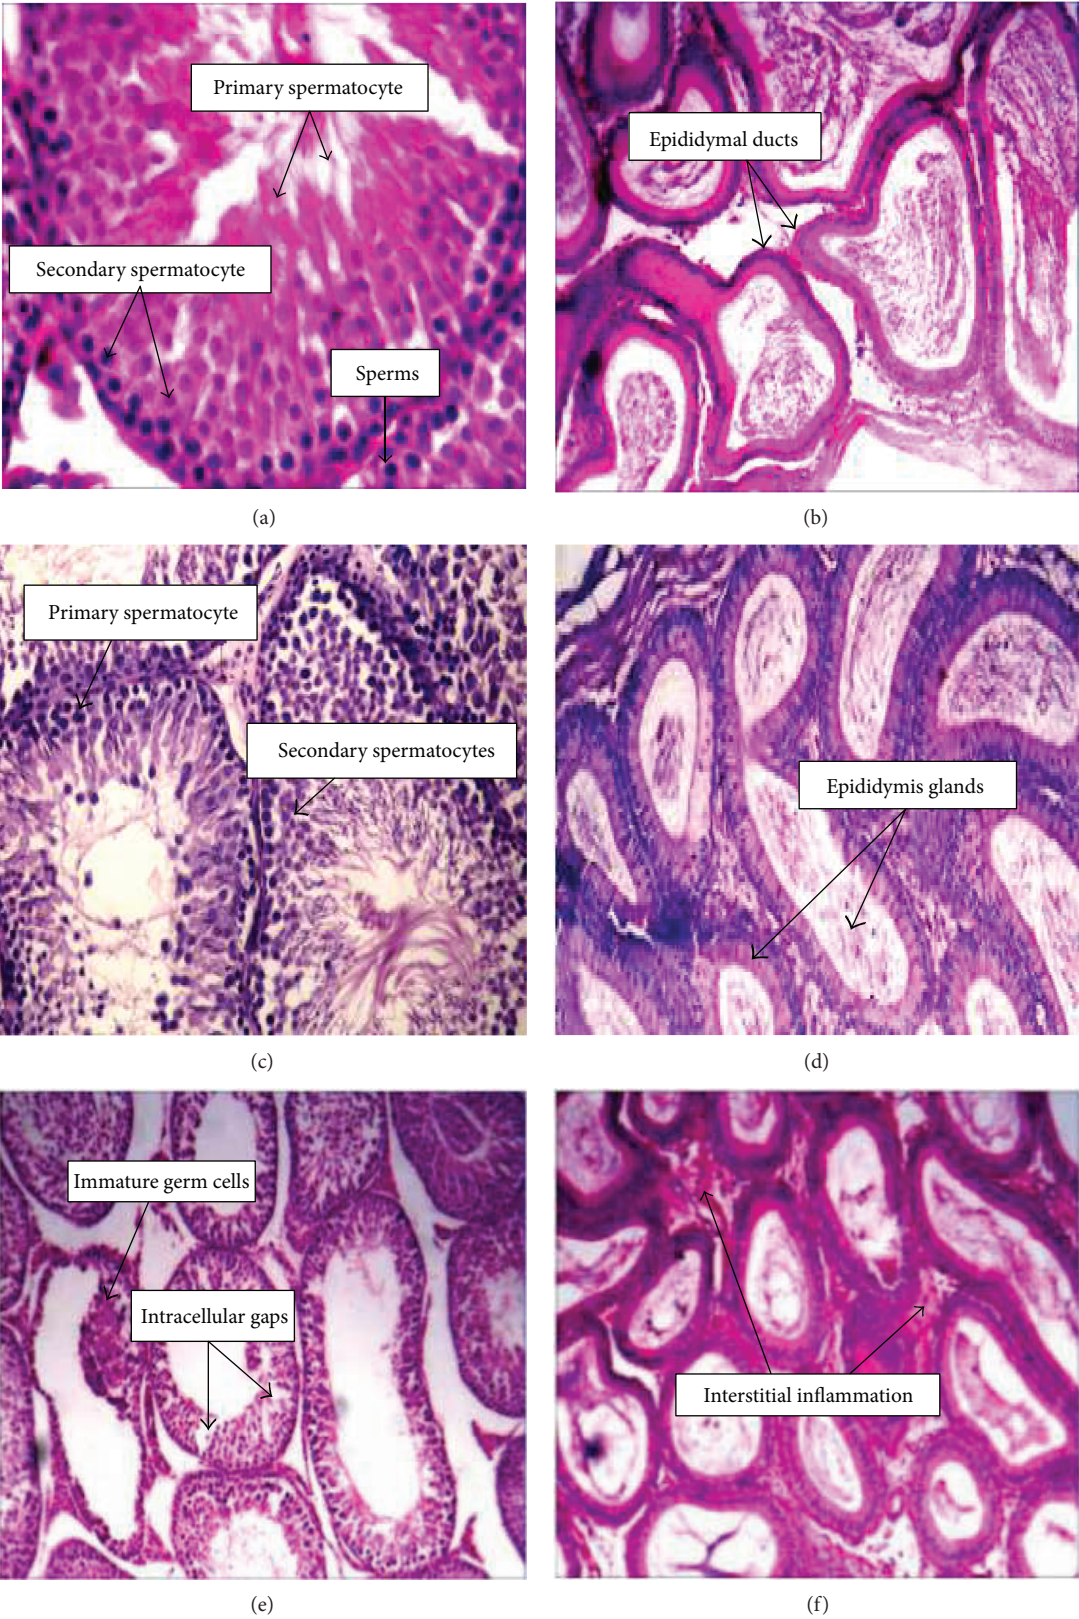 Primary spermatocyte
Secondary spermatocyte
Sperms
(a)
Epididymal ducts
(b)
Primary spermatocyte
Secondary spermatocytes
(c)
Epididymis glands
(d)
Immature germ cells
Intracellular gaps
(e)
Interstitial inflammation
(f)